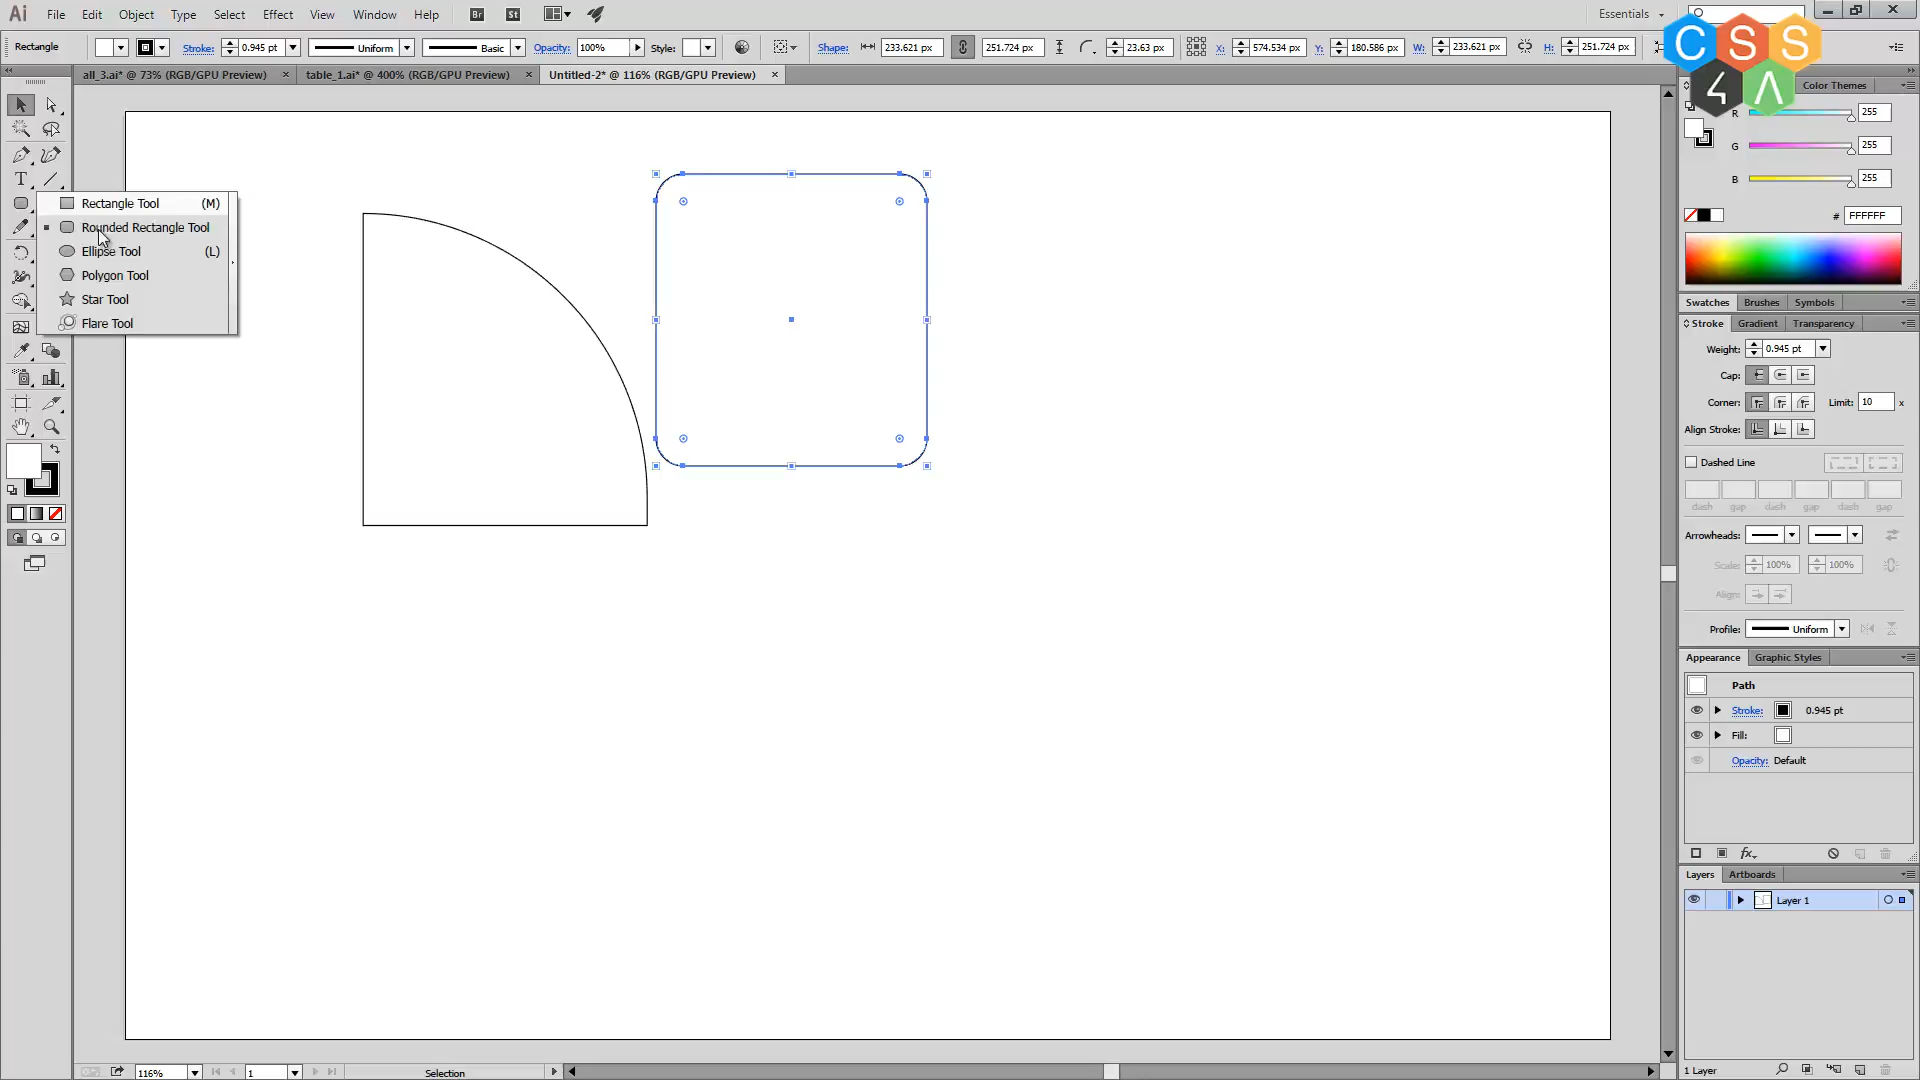 Ai File Edit Object Type Select Effect View Window Help Br St Essentials
Rectangle Stroke: 0.945 pt Uniform Basic Opacity: 100% Style: Shape: 233.621 px 251.724 px 23.63 px X: 574.534 px Y: 180.586 px W: 233.621 px H: 251.724 px
CSS
4Λ
all_3.ai* @ 73% (RGB/GPU Preview) × table_1.ai* @ 400% (RGB/GPU Preview) × Untitled-2* @ 116% (RGB/GPU Preview) ×
Color Themes
R 255
G 255
B 255
# FFFFFF
T
Rectangle Tool (M)
Rounded Rectangle Tool
Ellipse Tool (L)
Polygon Tool
Star Tool
Flare Tool
Swatches Brushes Symbols
Stroke Gradient Transparency
Weight: 0.945 pt
Cap:
Corner: Limit: 10 x
Align Stroke:
Dashed Line
dash gap dash gap dash gap
Arrowheads:
Scale: 100% 100%
Align:
Profile: Uniform
Appearance Graphic Styles
Path
Stroke: 0.945 pt
Fill:
Opacity: Default
fx
Layers Artboards
Layer 1
1 Layer
116% 1 Selection